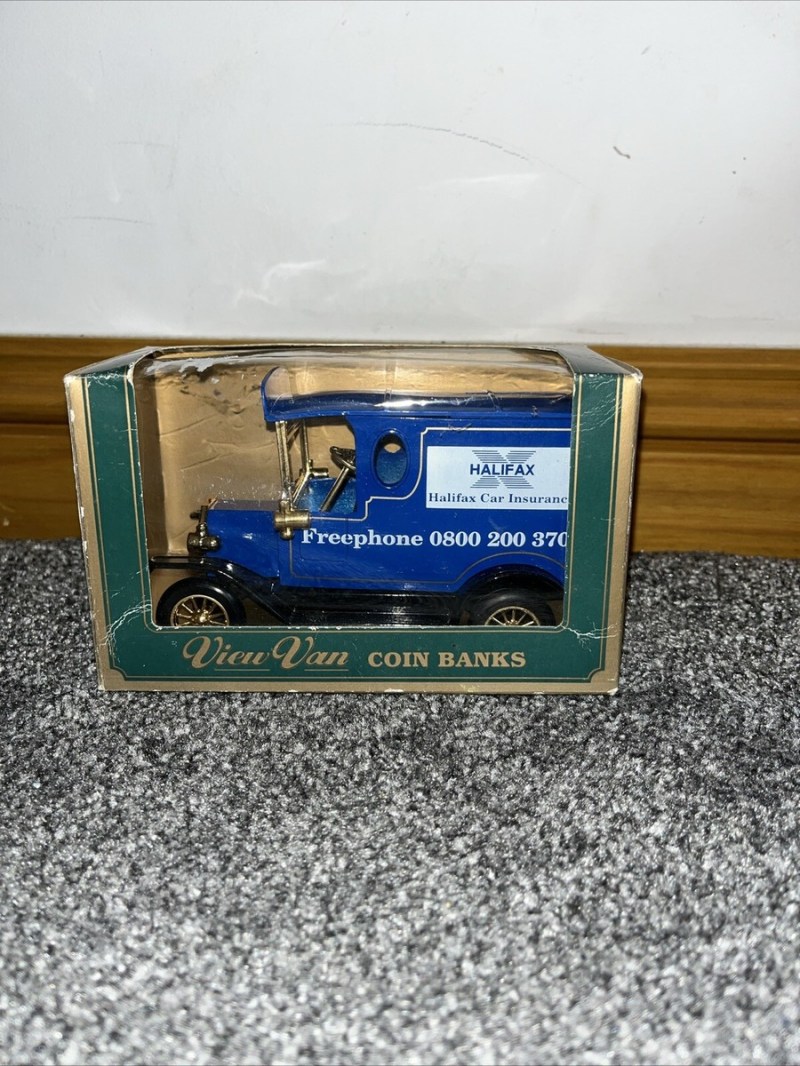 HALIFAX
Halifax Car Insuranc
Freephone 0800 200 370
View Van COIN BANKS